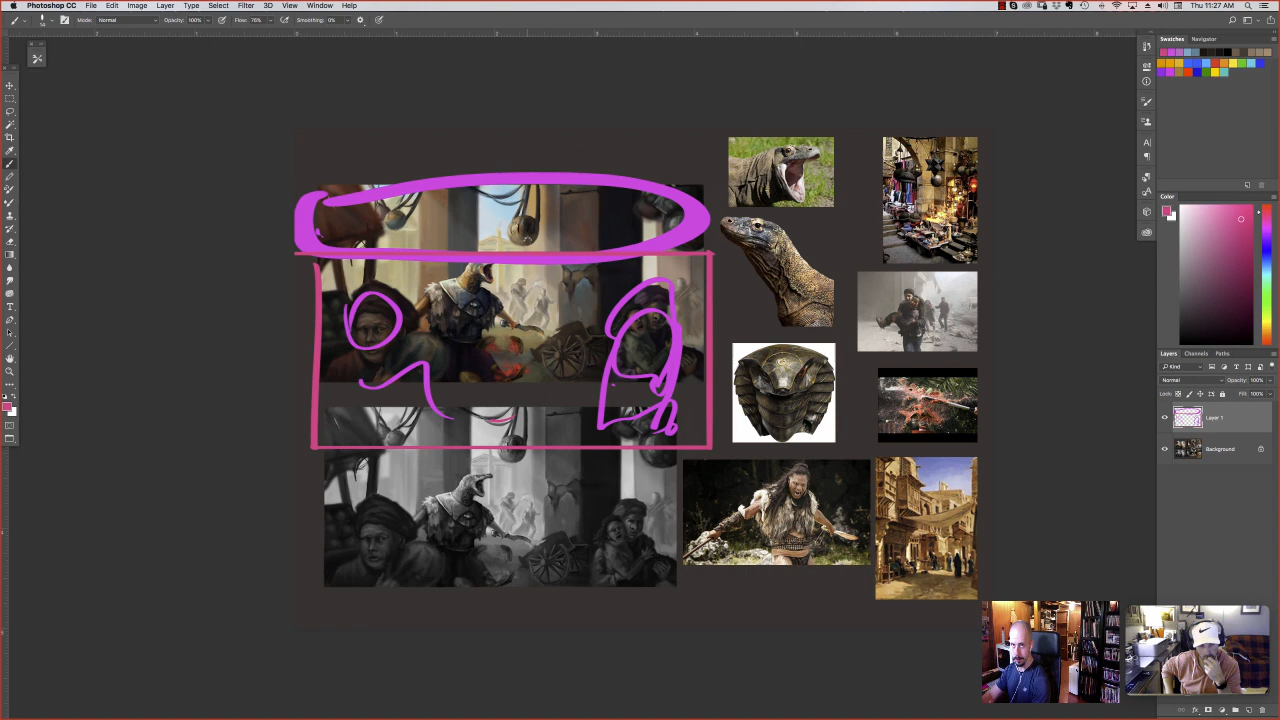 Photoshop CC File Edit Image Layer Type Select Filter 3D View Window Help Thu 11:27 AM
Mode: Normal Opacity: 100% Flow: 76% Smoothing: 0%
Swatches Navigator
Color
Layers Channels Paths
Kind
Normal Opacity: 100%
Lock: Fill: 100%
Layer 1
Background